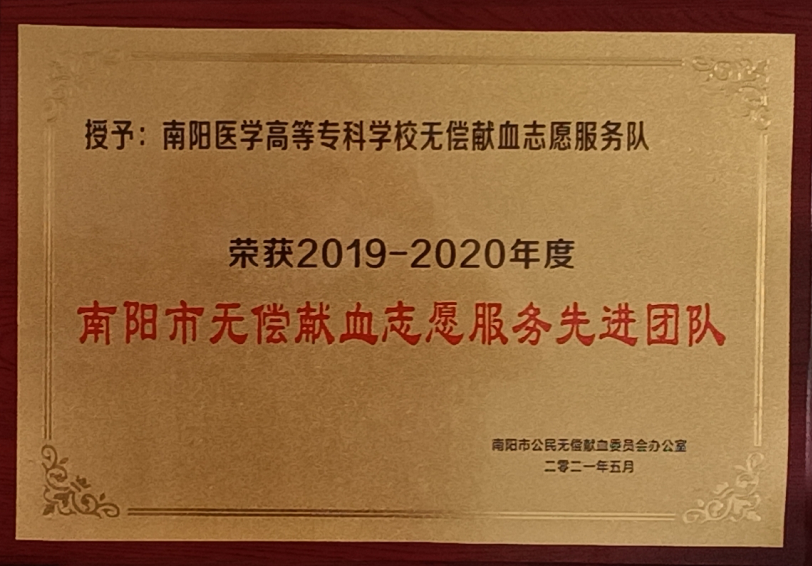 授予：南阳医学高等专科学校无偿献血志愿服务队
荣获2019-2020年度
南阳市无偿献血志愿服务先进团队
南阳市公民无偿献血委员会办公室
二零二一年五月